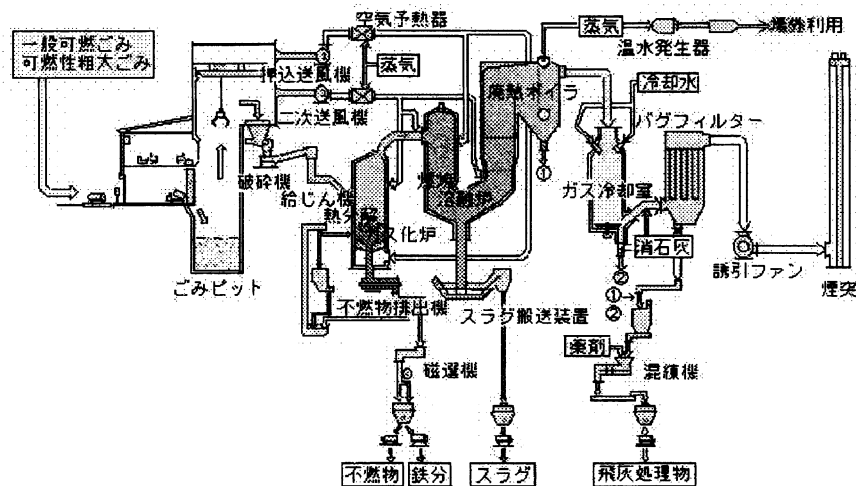 空気予熱器
一般可燃ごみ
可燃性粗大ごみ
蒸気
温水発生器
場外利用
押込送風機
蒸気
廃熱ボイラ
冷却水
二次送風機
バグフィルター
破砕機
給じん機
①
ガス冷却室
熱分解
ガス化炉
溶融炉
消石灰
誘引ファン
ごみピット
②
煙突
不燃物排出機
スラグ搬送装置
①
②
薬剤
磁選機
混練機
不燃物
鉄分
スラグ
飛灰処理物